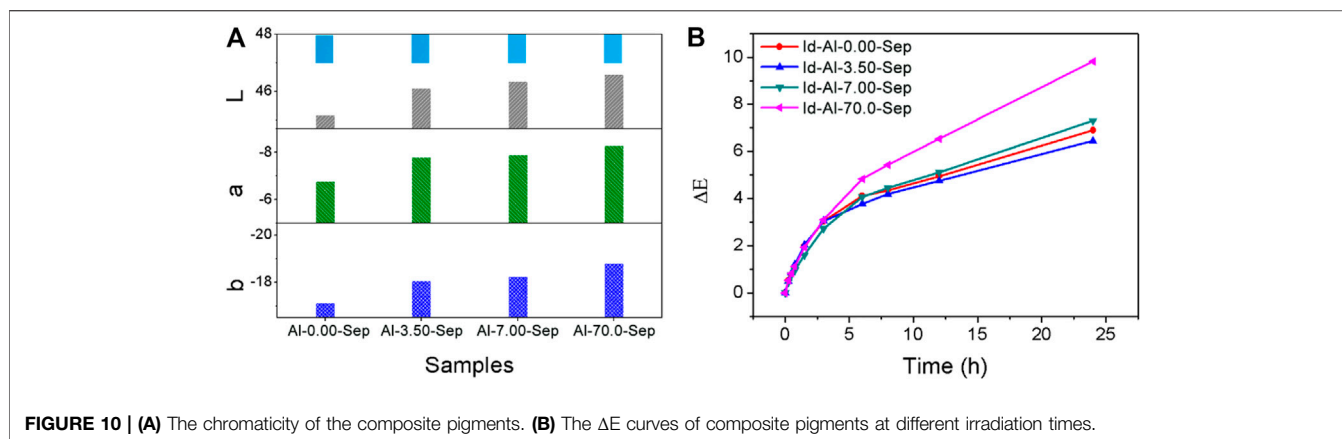 A
48
46
L
-8
-6
a
-20
-18
b
Al-0.00-Sep Al-3.50-Sep Al-7.00-Sep Al-70.0-Sep
Samples
B
Id-Al-0.00-Sep
Id-Al-3.50-Sep
Id-Al-7.00-Sep
Id-Al-70.0-Sep
10
8
6
4
2
0
ΔE
0 5 10 15 20 25
Time (h)
FIGURE 10 | (A) The chromaticity of the composite pigments. (B) The ΔE curves of composite pigments at different irradiation times.